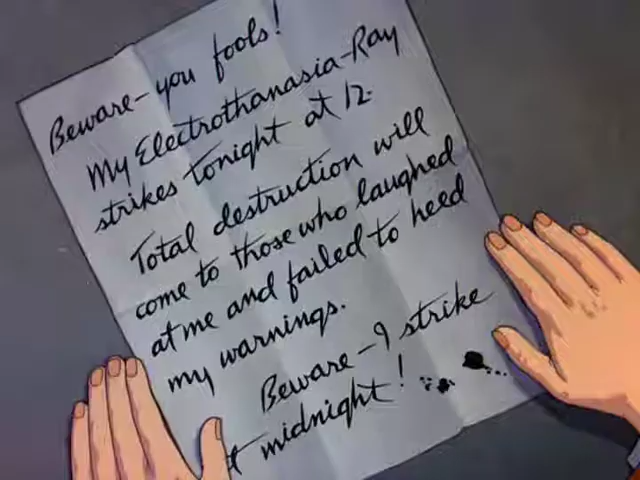 Beware- you fools!
My Electrothanasia-Ray
strikes tonight at 12.
Total destruction will
come to those who laughed
at me and failed to heed
my warnings.
Beware-I strike
t midnight!